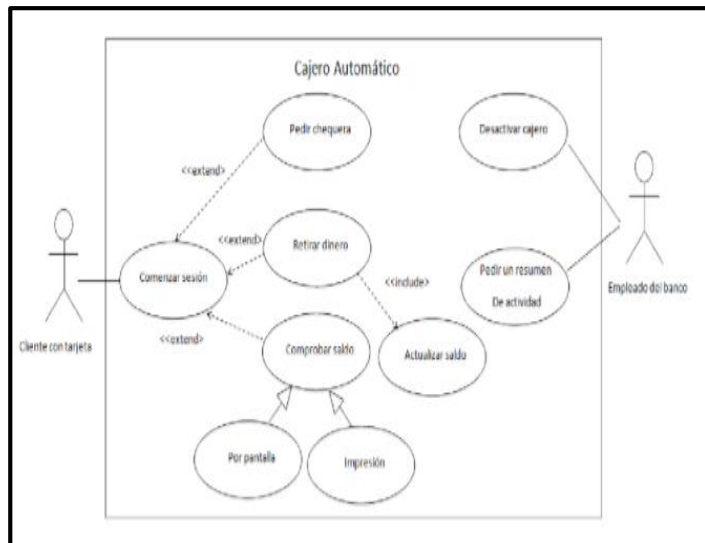 Cajero Automático
Pedir chequera
Desactivar cajero
<<extend>
<<extend>
Retirar dinero
Comenzar sesión
<<include>
Pedir un resumen
De actividad
Empleado del banco
Cliente con tarjeta
<<extend>
Comprobar saldo
Actualizar saldo
Por pantalla
Impresión